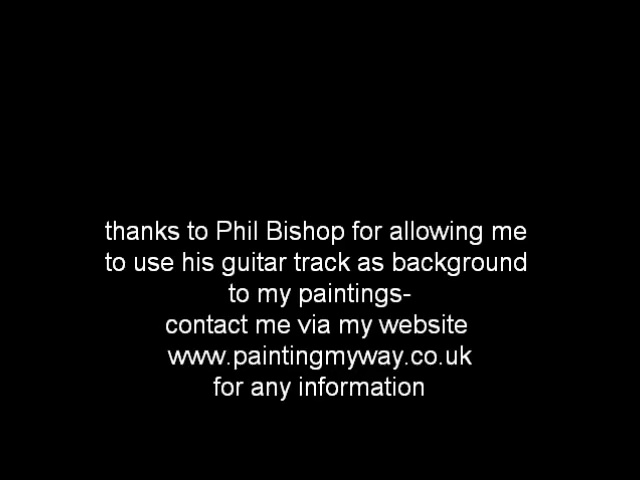 thanks to Phil Bishop for allowing me
to use his guitar track as background
to my paintings-
contact me via my website
www.paintingmyway.co.uk
for any information